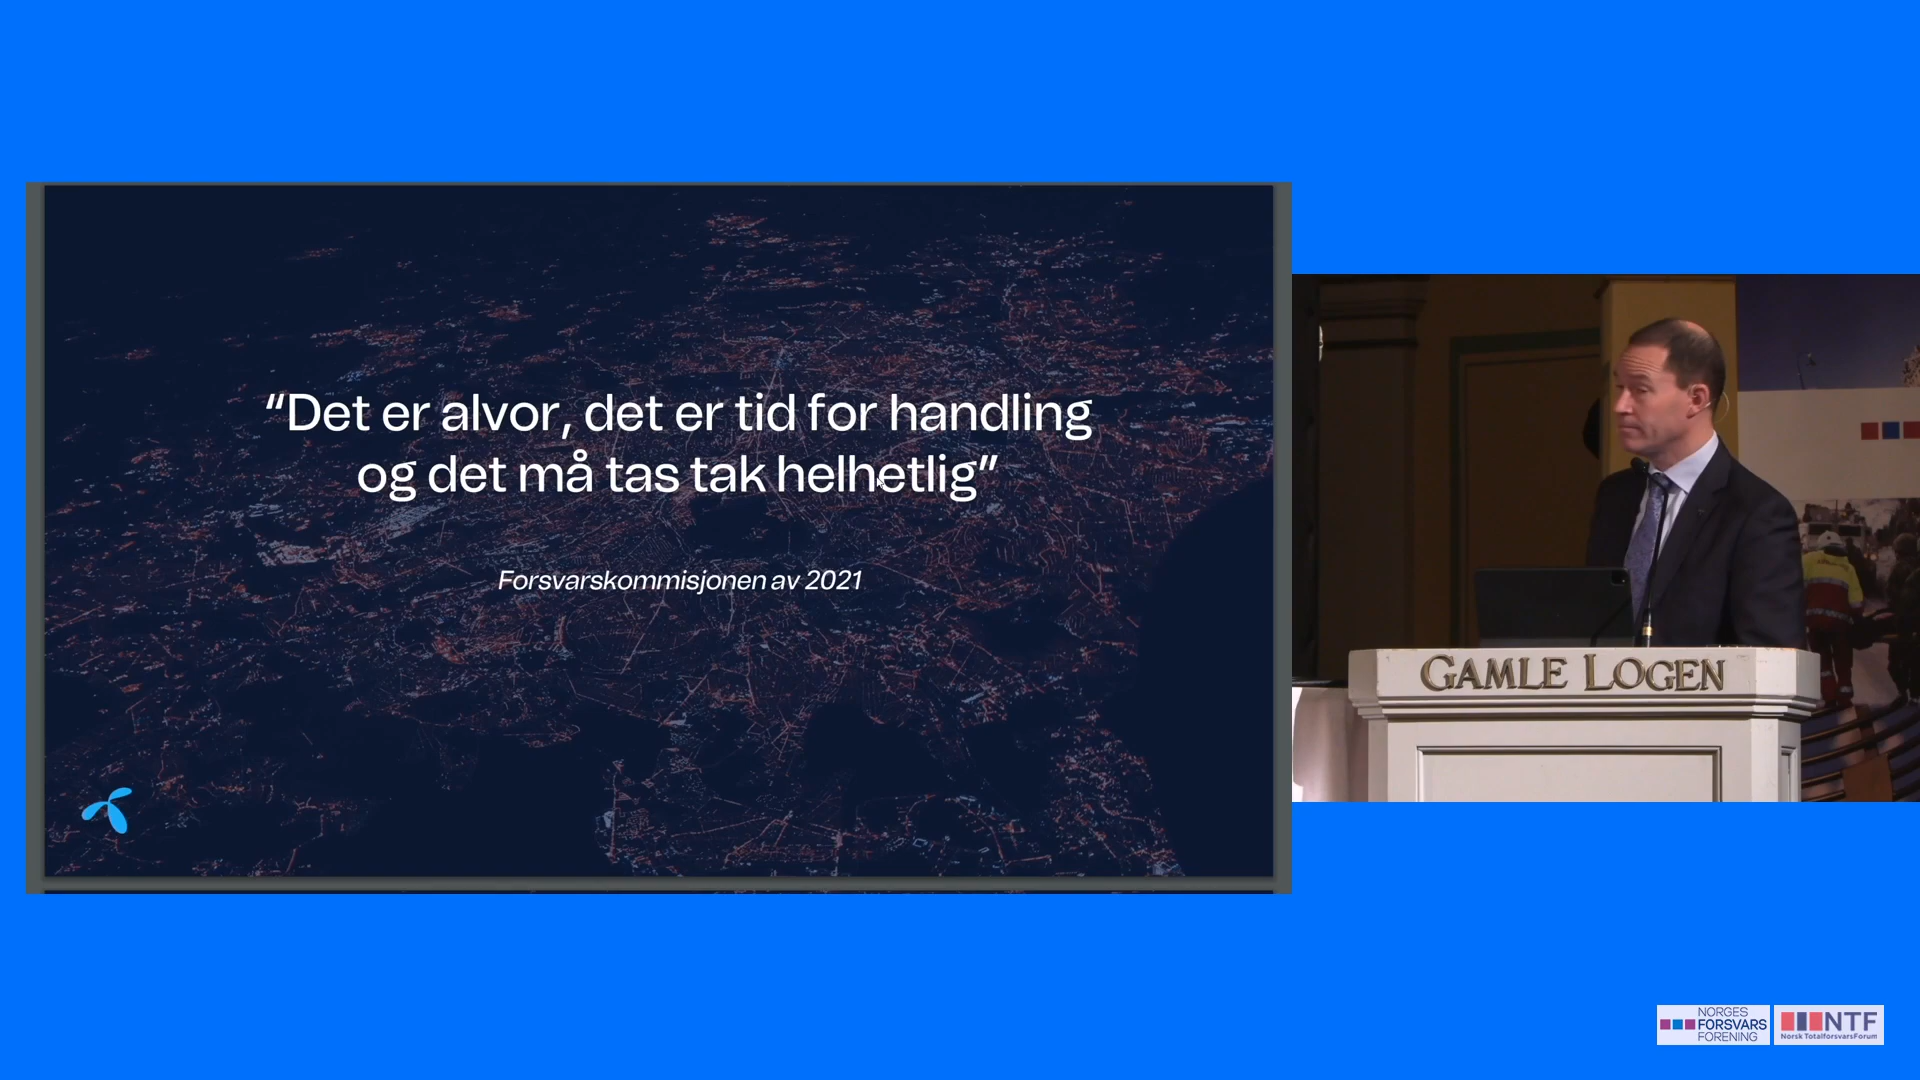 “Det er alvor, det er tid for handling
og det må tas tak helhetlig”
Forsvarskommisjonen av 2021
GAMLE LOGEN
NORGES
FORSVARS
FORENING
NTF
Norsk TotalforsvarsForum